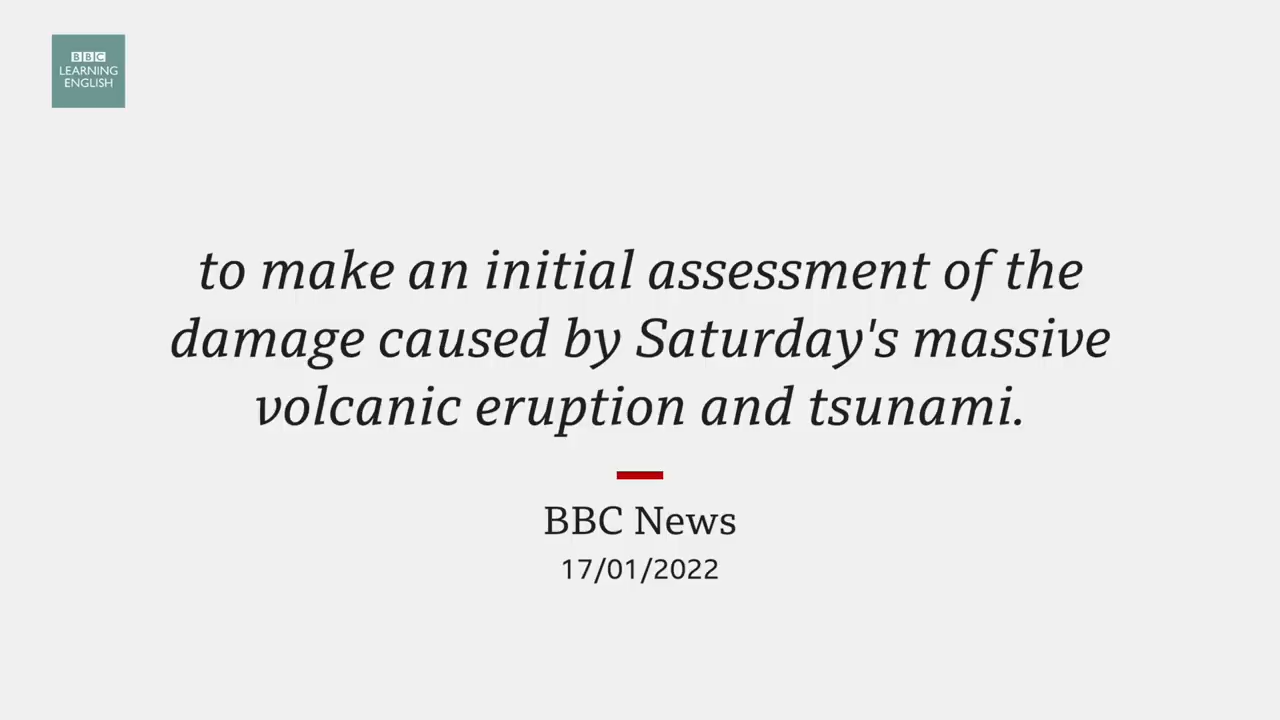 BBC
LEARNING
ENGLISH
to make an initial assessment of the
damage caused by Saturday's massive
volcanic eruption and tsunami.
BBC News
17/01/2022